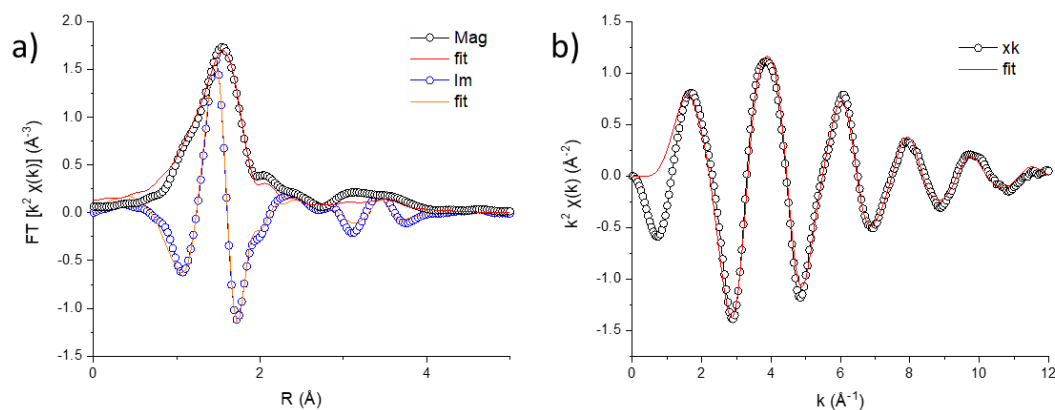 a)
2.0
1.5
1.0
0.5
0.0
-0.5
-1.0
-1.5
FT [k² χ(k)] (Å⁻³)
Mag
fit
Im
fit
0
2
4
R (Å)
b)
1.5
1.0
0.5
0.0
-0.5
-1.0
-1.5
k² χ(k) (Å⁻²)
xk
fit
0
2
4
6
8
10
12
k (Å⁻¹)